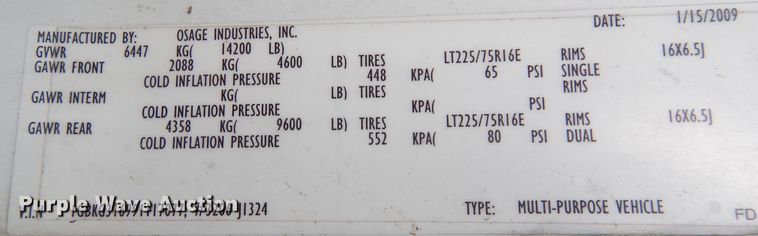 DATE: 1/15/2009
MANUFACTURED BY: OSAGE INDUSTRIES, INC.
GVWR 6447 KG( 14200 LB)
GAWR FRONT 2088 KG( 4600 LB) TIRES LT225/75R16E RIMS 16X6.5J
COLD INFLATION PRESSURE 448 KPA( 65 PSI SINGLE
GAWR INTERM KG( LB) TIRES RIMS
COLD INFLATION PRESSURE KPA( PSI
GAWR REAR 4358 KG( 9600 LB) TIRES LT225/75R16E RIMS 16X6.5J
COLD INFLATION PRESSURE 552 KPA( 80 PSI DUAL
V.I.N TYPE: MULTI-PURPOSE VEHICLE
Purple Wave Auction
FD